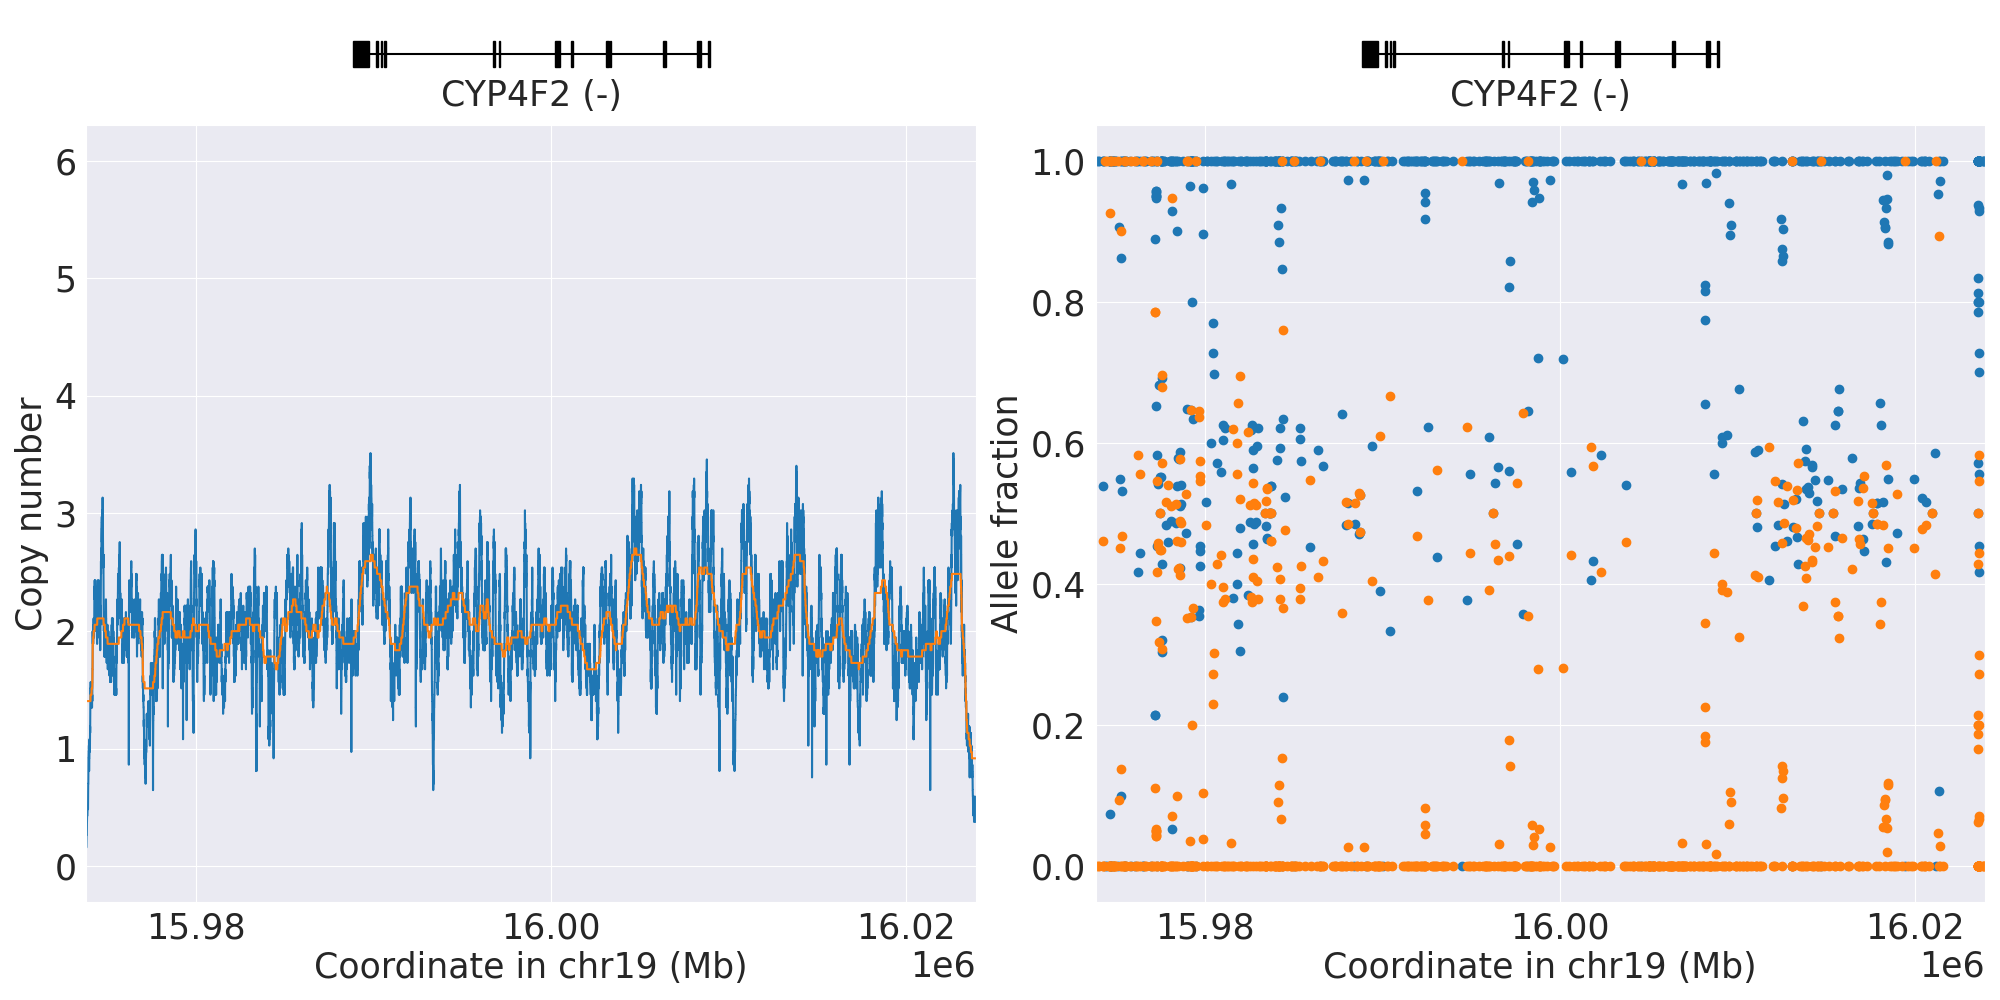 CYP4F2 (-)
6
5
4
3
2
1
0
Copy number
15.98
16.00
16.02
Coordinate in chr19 (Mb)
1e6
CYP4F2 (-)
1.0
0.8
0.6
0.4
0.2
0.0
Allele fraction
15.98
16.00
16.02
Coordinate in chr19 (Mb)
1e6